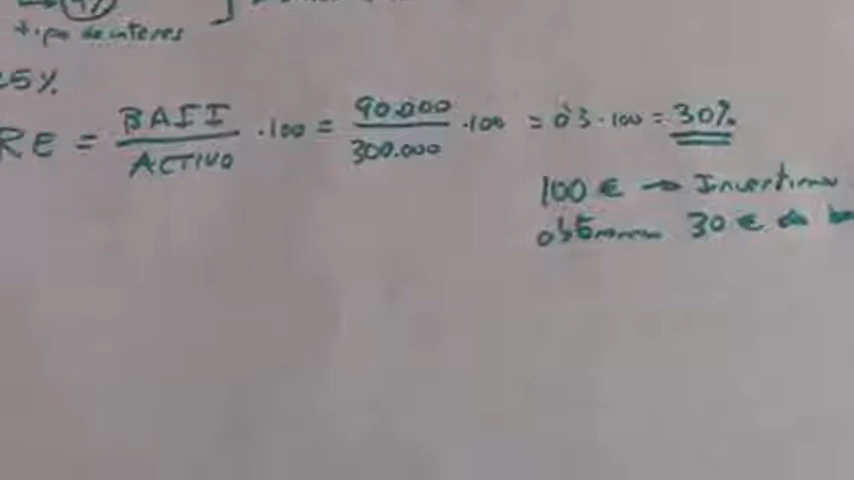 tipo de interes
25%
RE = BAII / ACTIVO · 100 = 90.000 / 300.000 · 100 = 0'3 · 100 = 30%
100 € → Invertimos
obtenemos 30 € de